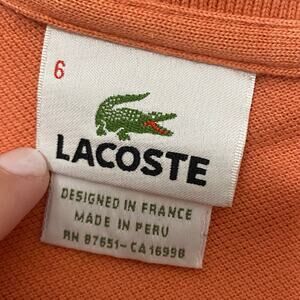 6
LACOSTE
DESIGNED IN FRANCE
MADE IN PERU
RN 87651-CA 16998